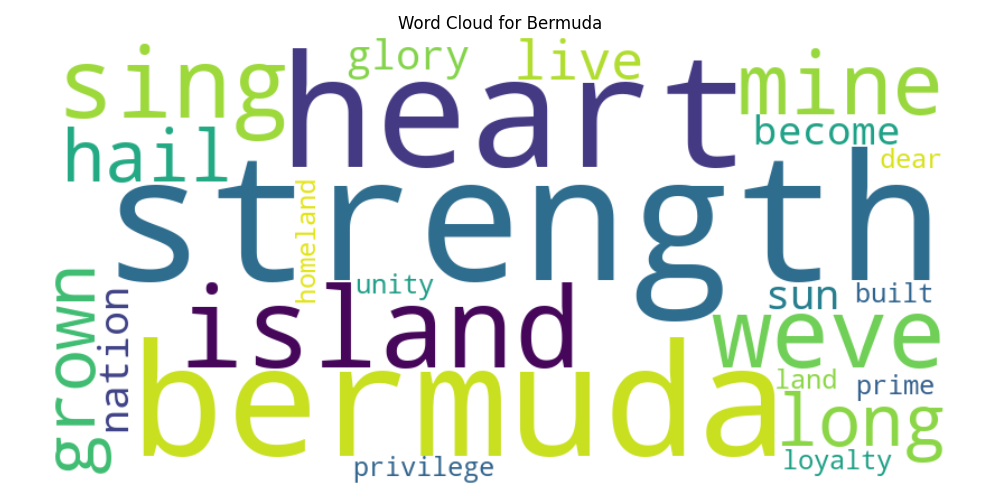 Word Cloud for Bermuda
glory live
sing heart mine
become
hail dear
strength
homeland
unity sun built
grown nation island weve
bermuda land prime
long
privilege loyalty